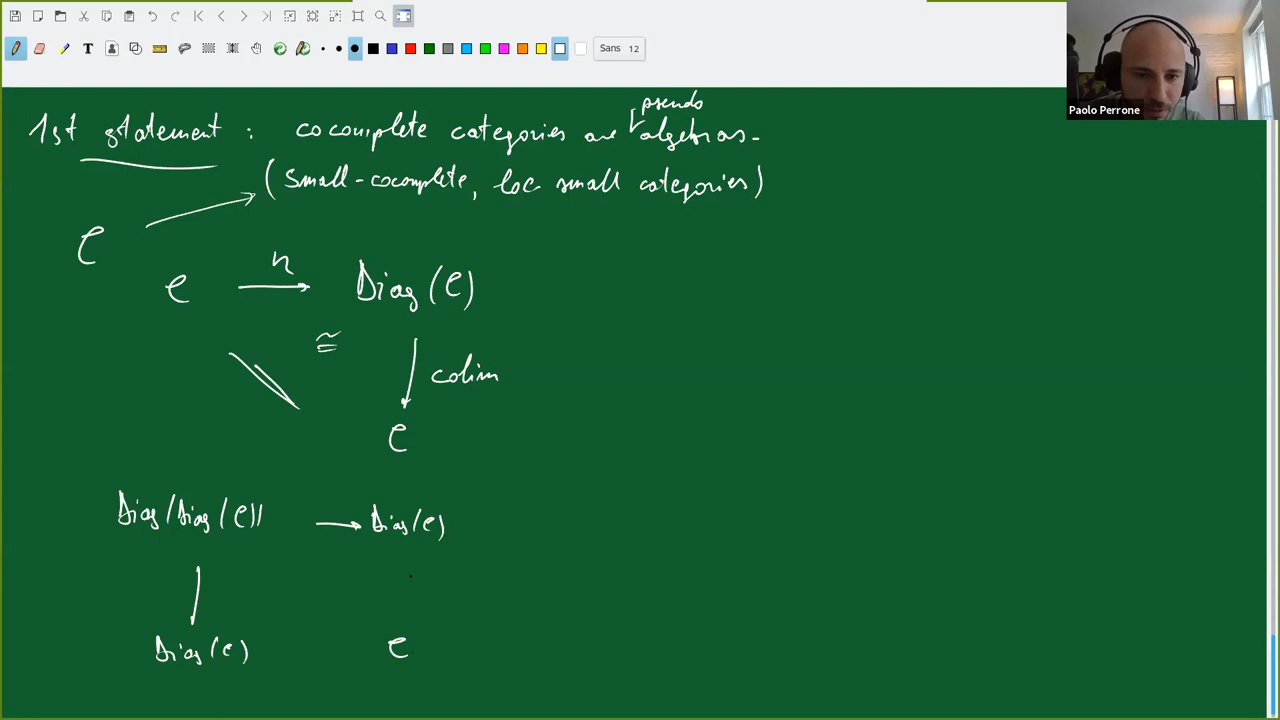 Sans 12
Paolo Perrone
1st statement : cocomplete categories are pseudo algebras.
(small-cocomplete, loc small categories)
C
C η Diag(C)
≅
colim
C
Diag(Diag(C)) → Diag(C)
Diag(C) C